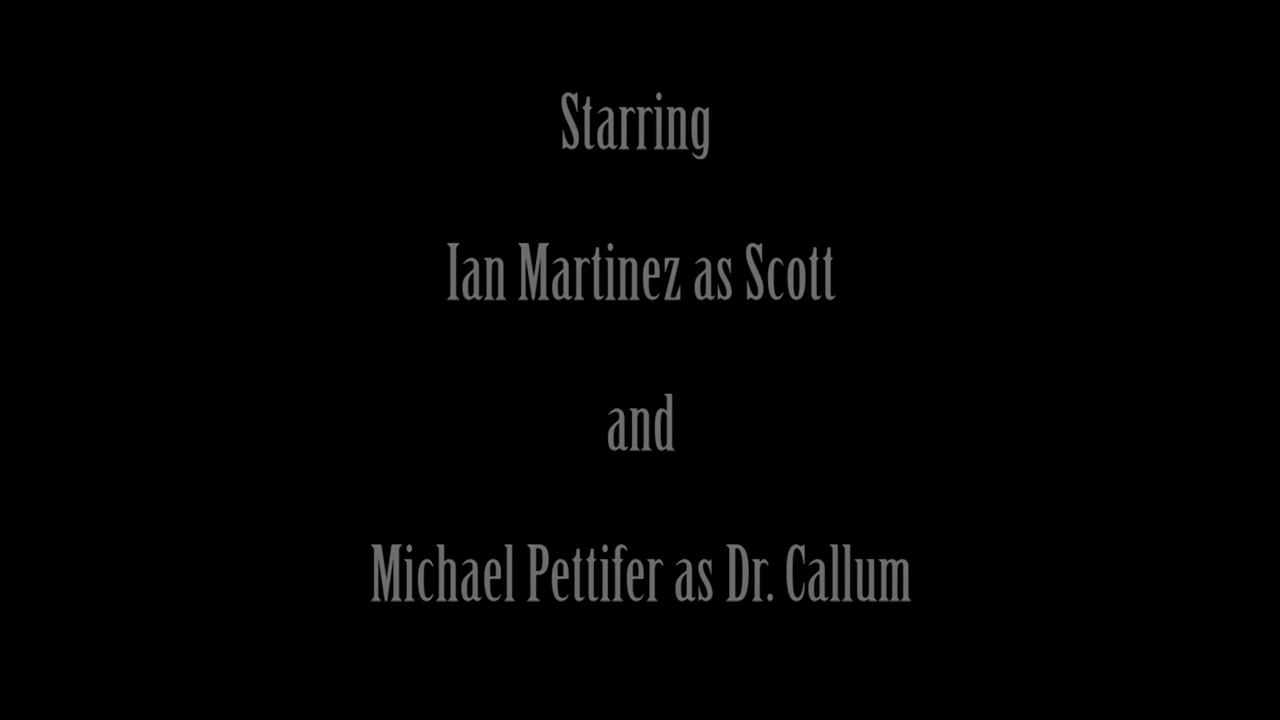 Starring
Ian Martinez as Scott
and
Michael Pettifer as Dr. Callum